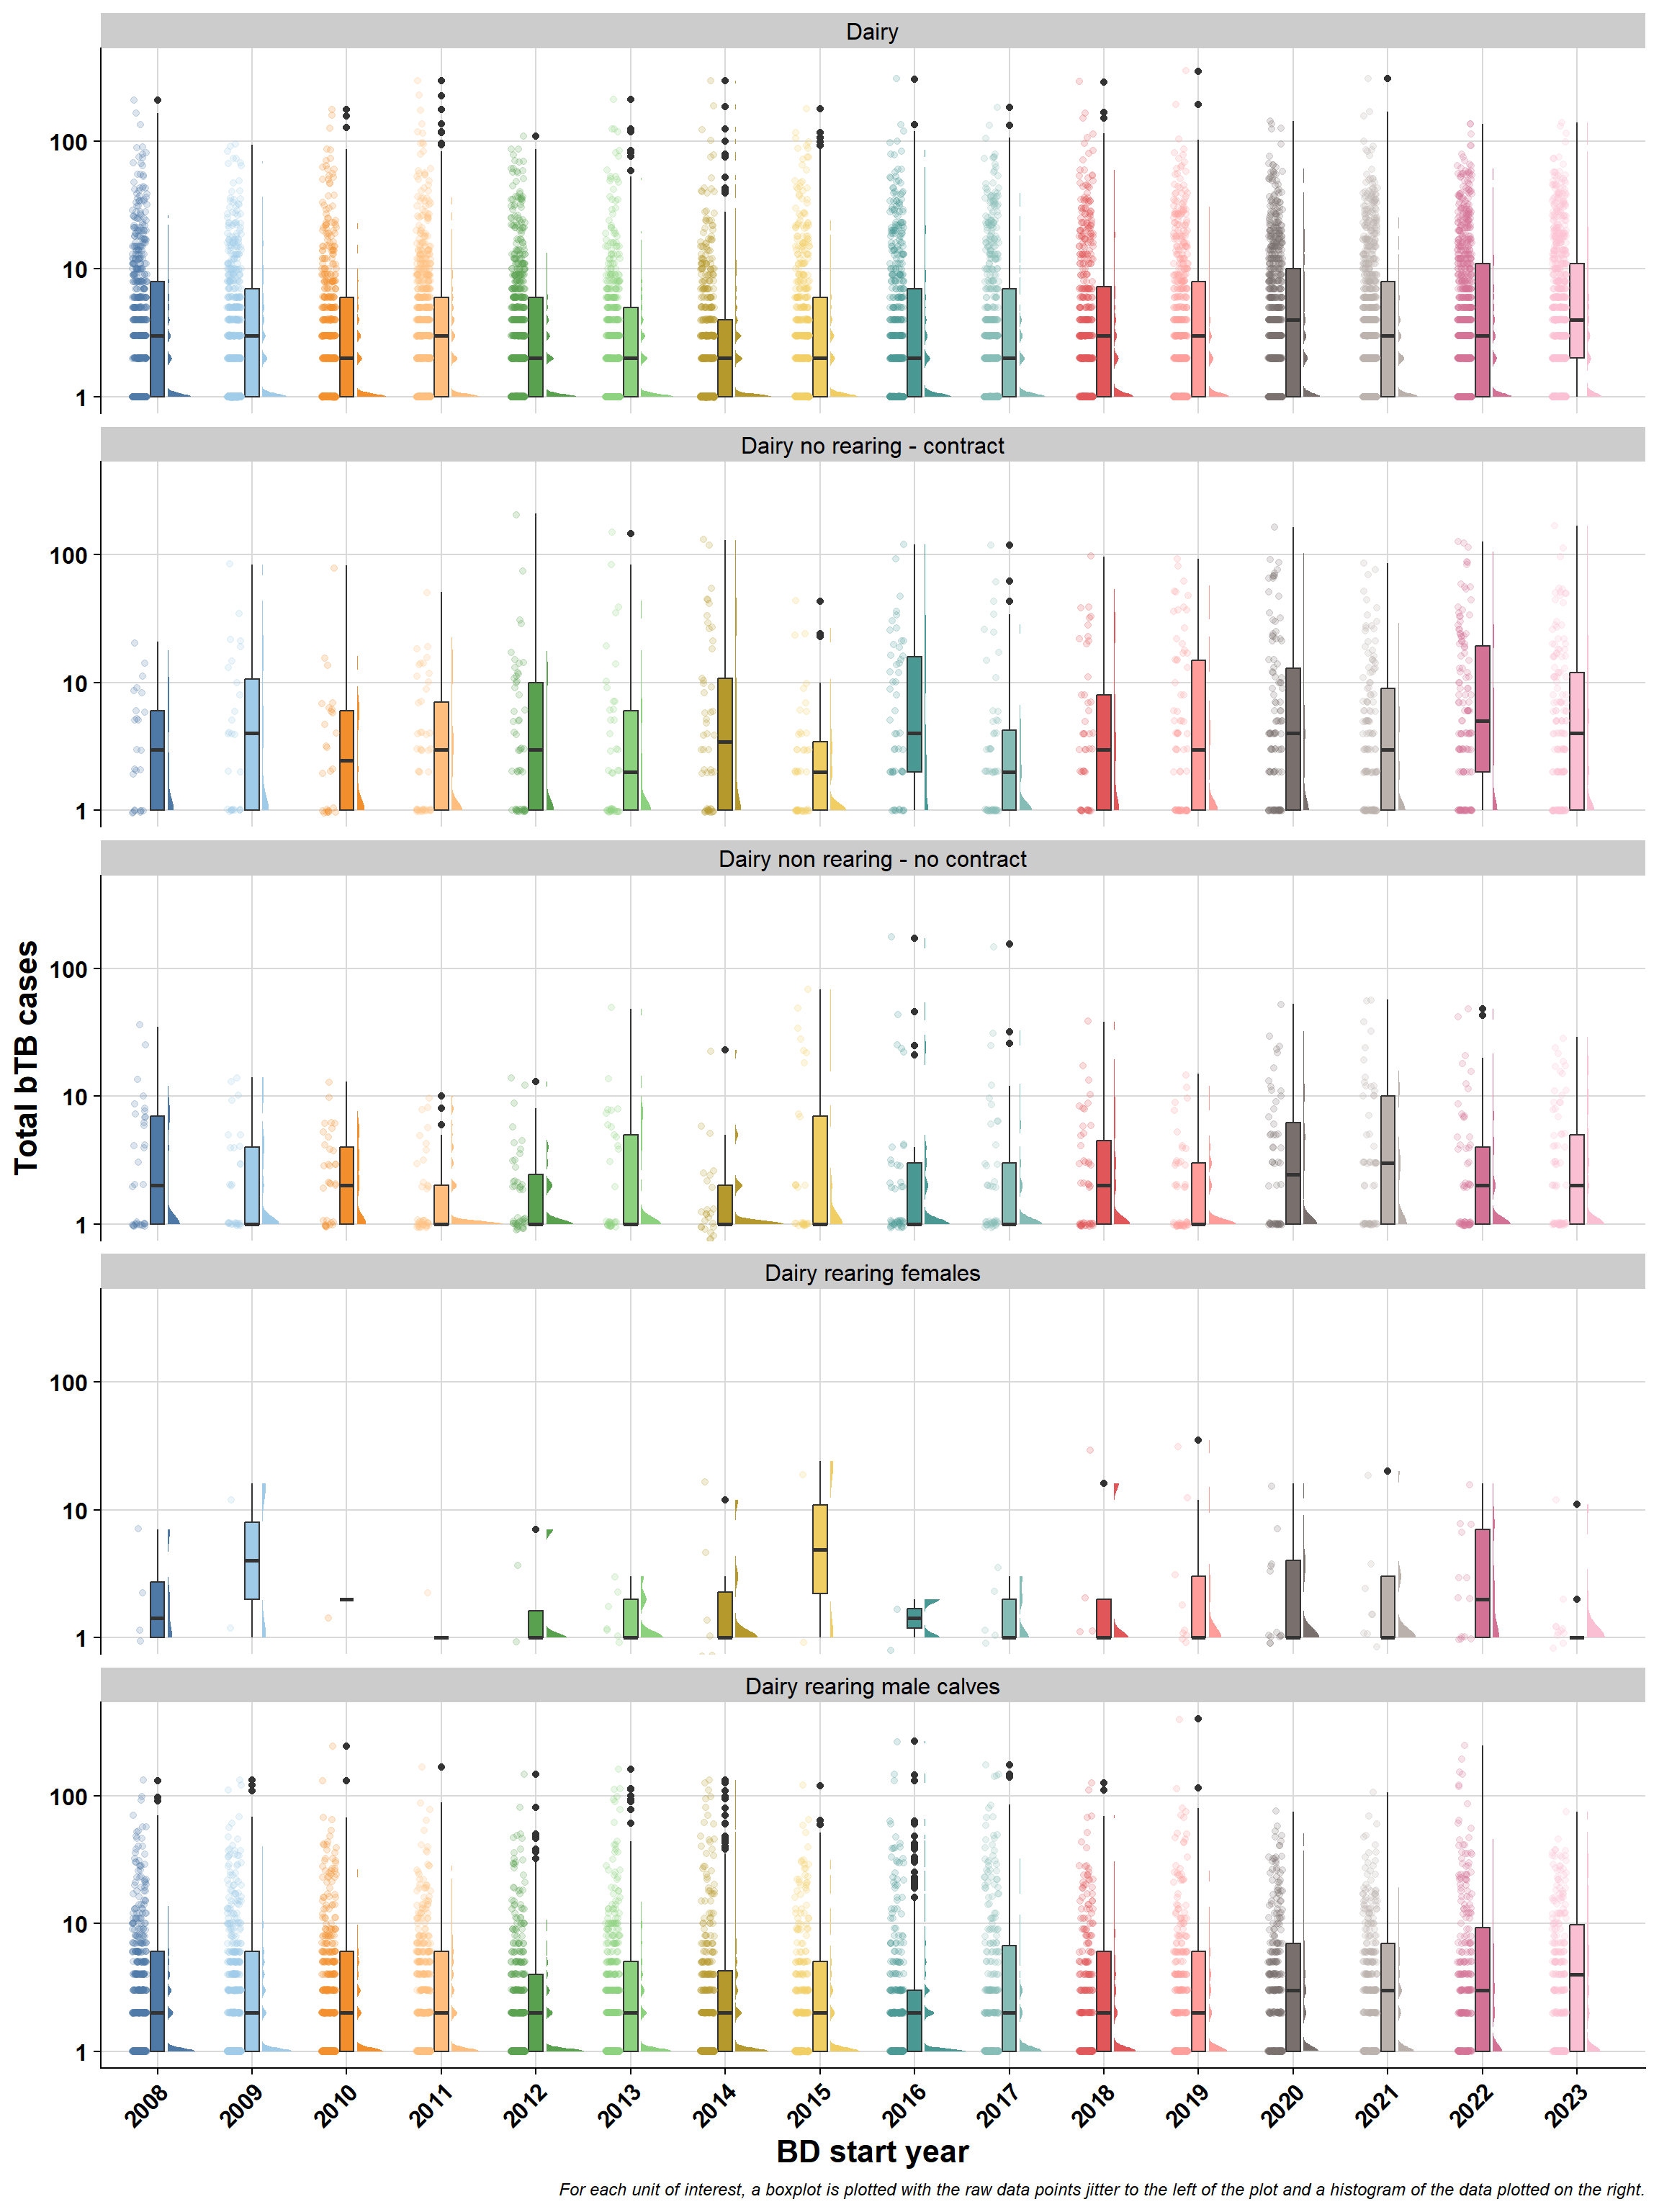 Dairy
100
10
1
Dairy no rearing - contract
100
10
1
Dairy non rearing - no contract
100
10
1
Total bTB cases
Dairy rearing females
100
10
1
Dairy rearing male calves
100
10
1
2008 2009 2010 2011 2012 2013 2014 2015 2016 2017 2018 2019 2020 2021 2022 2023
BD start year
For each unit of interest, a boxplot is plotted with the raw data points jitter to the left of the plot and a histogram of the data plotted on the right.